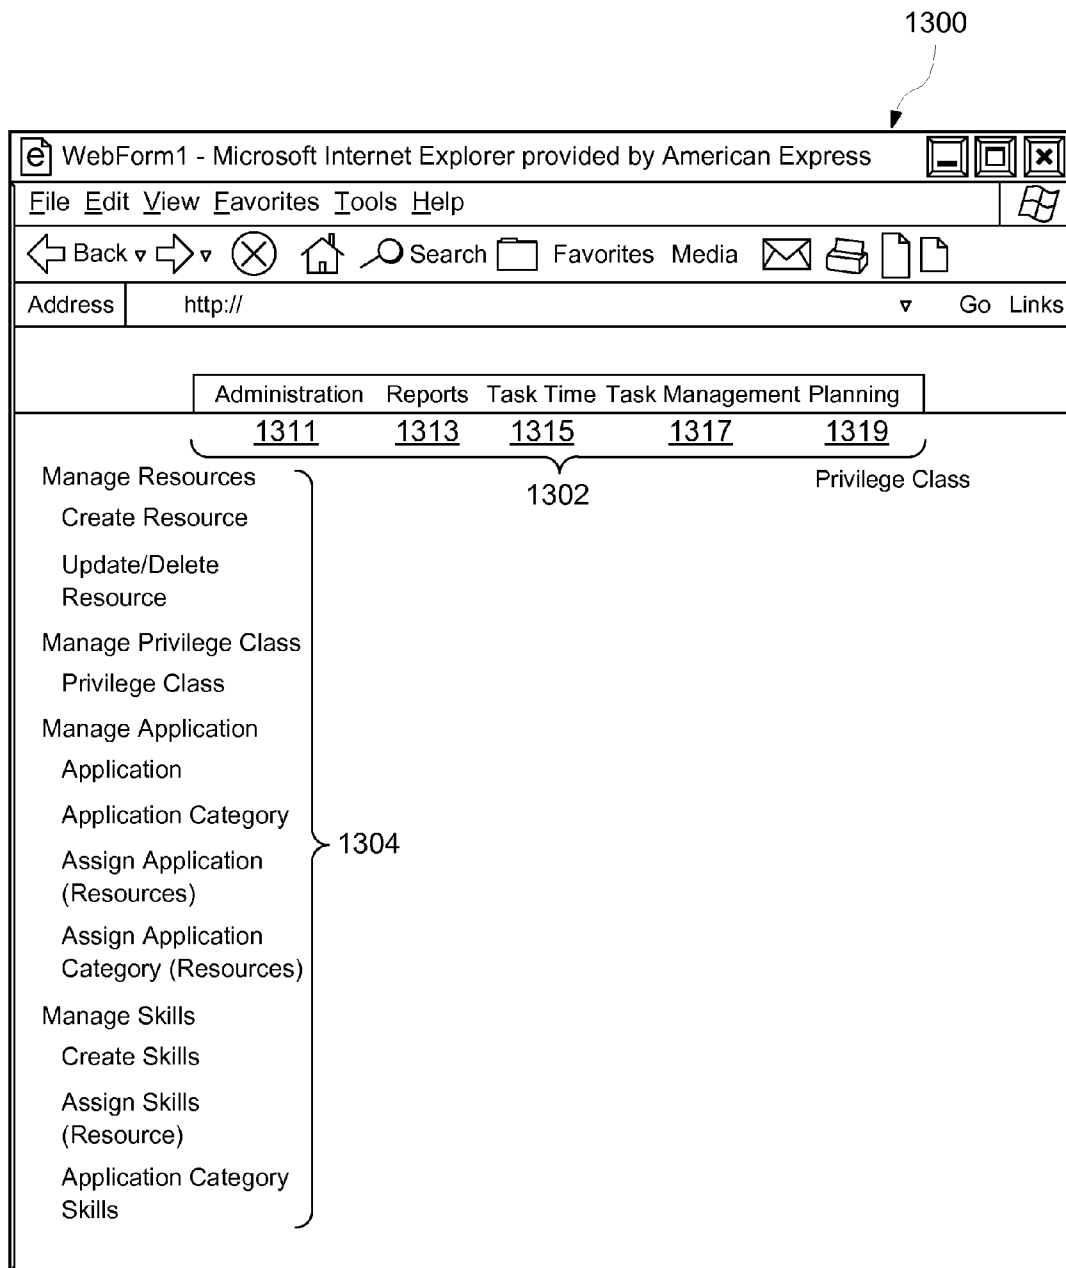 1300
WebForm1 - Microsoft Internet Explorer provided by American Express
File Edit View Favorites Tools Help
Back Search Favorites Media
Address http:// Go Links
Administration Reports Task Time Task Management Planning
1311 1313 1315 1317 1319
1302
Privilege Class
Manage Resources
Create Resource
Update/Delete
Resource
Manage Privilege Class
Privilege Class
Manage Application
Application
Application Category
Assign Application
(Resources)
Assign Application
Category (Resources)
Manage Skills
Create Skills
Assign Skills
(Resource)
Application Category
Skills
1304